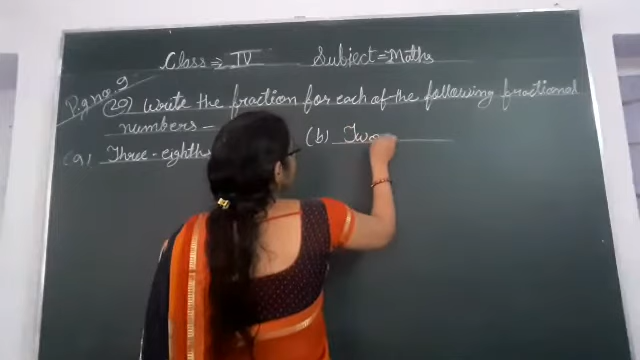 Class ⇒ IV Subject = Maths
Pg no. 9
(20) Write the fraction for each of the following fractional
numbers –
(a) Three-eighths (b) Two